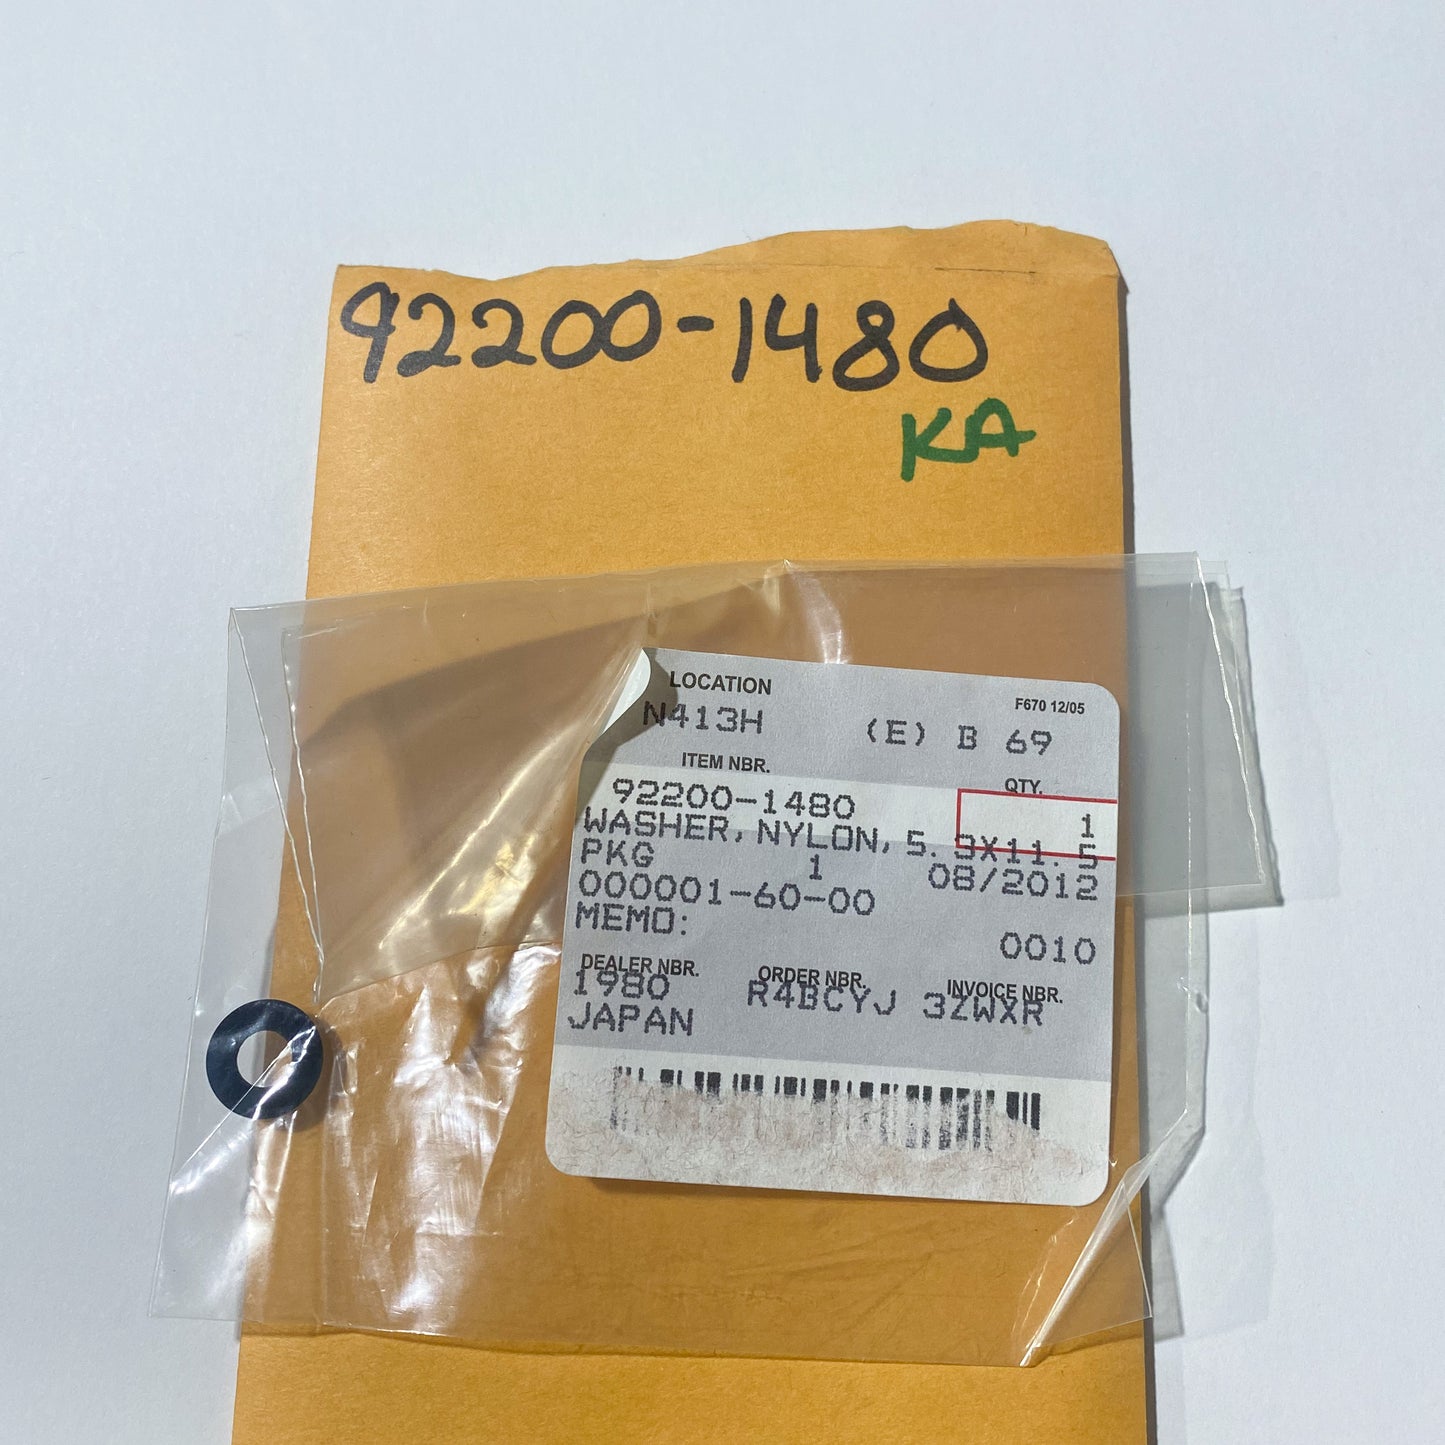 92200-1480
KA
LOCATION F670 12/05
N413H (E) B 69
ITEM NBR. QTY.
92200-1480 1
WASHER, NYLON, 5.3X11.5
PKG 1 08/2012
000001-60-00
MEMO: 0010
DEALER NBR. ORDER NBR. INVOICE NBR.
1980 R4BCYJ 3ZWXR
JAPAN